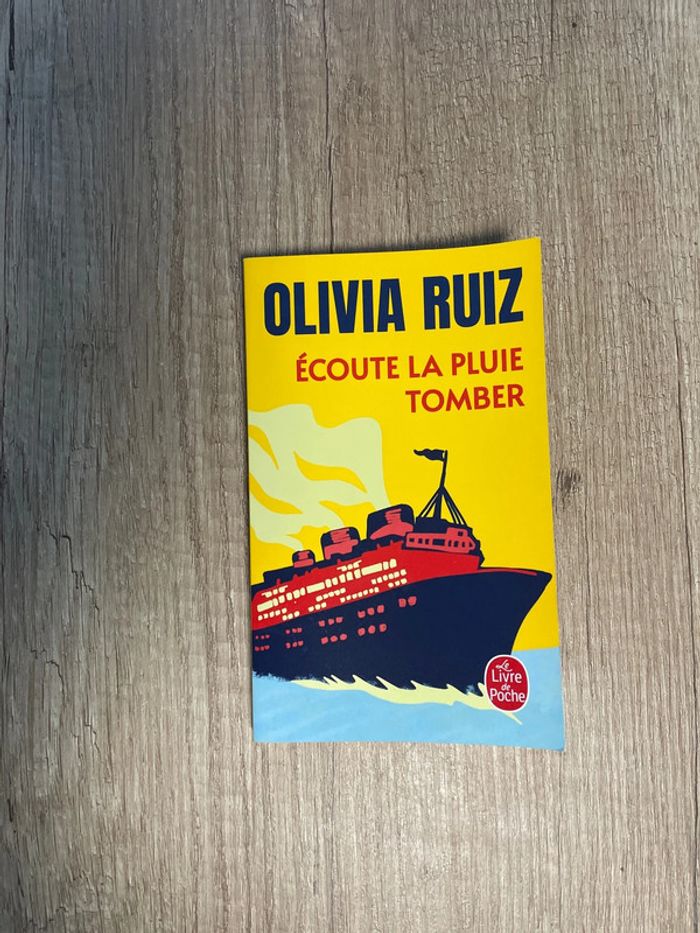 OLIVIA RUIZ
ÉCOUTE LA PLUIE
TOMBER
Le
Livre
de
Poche